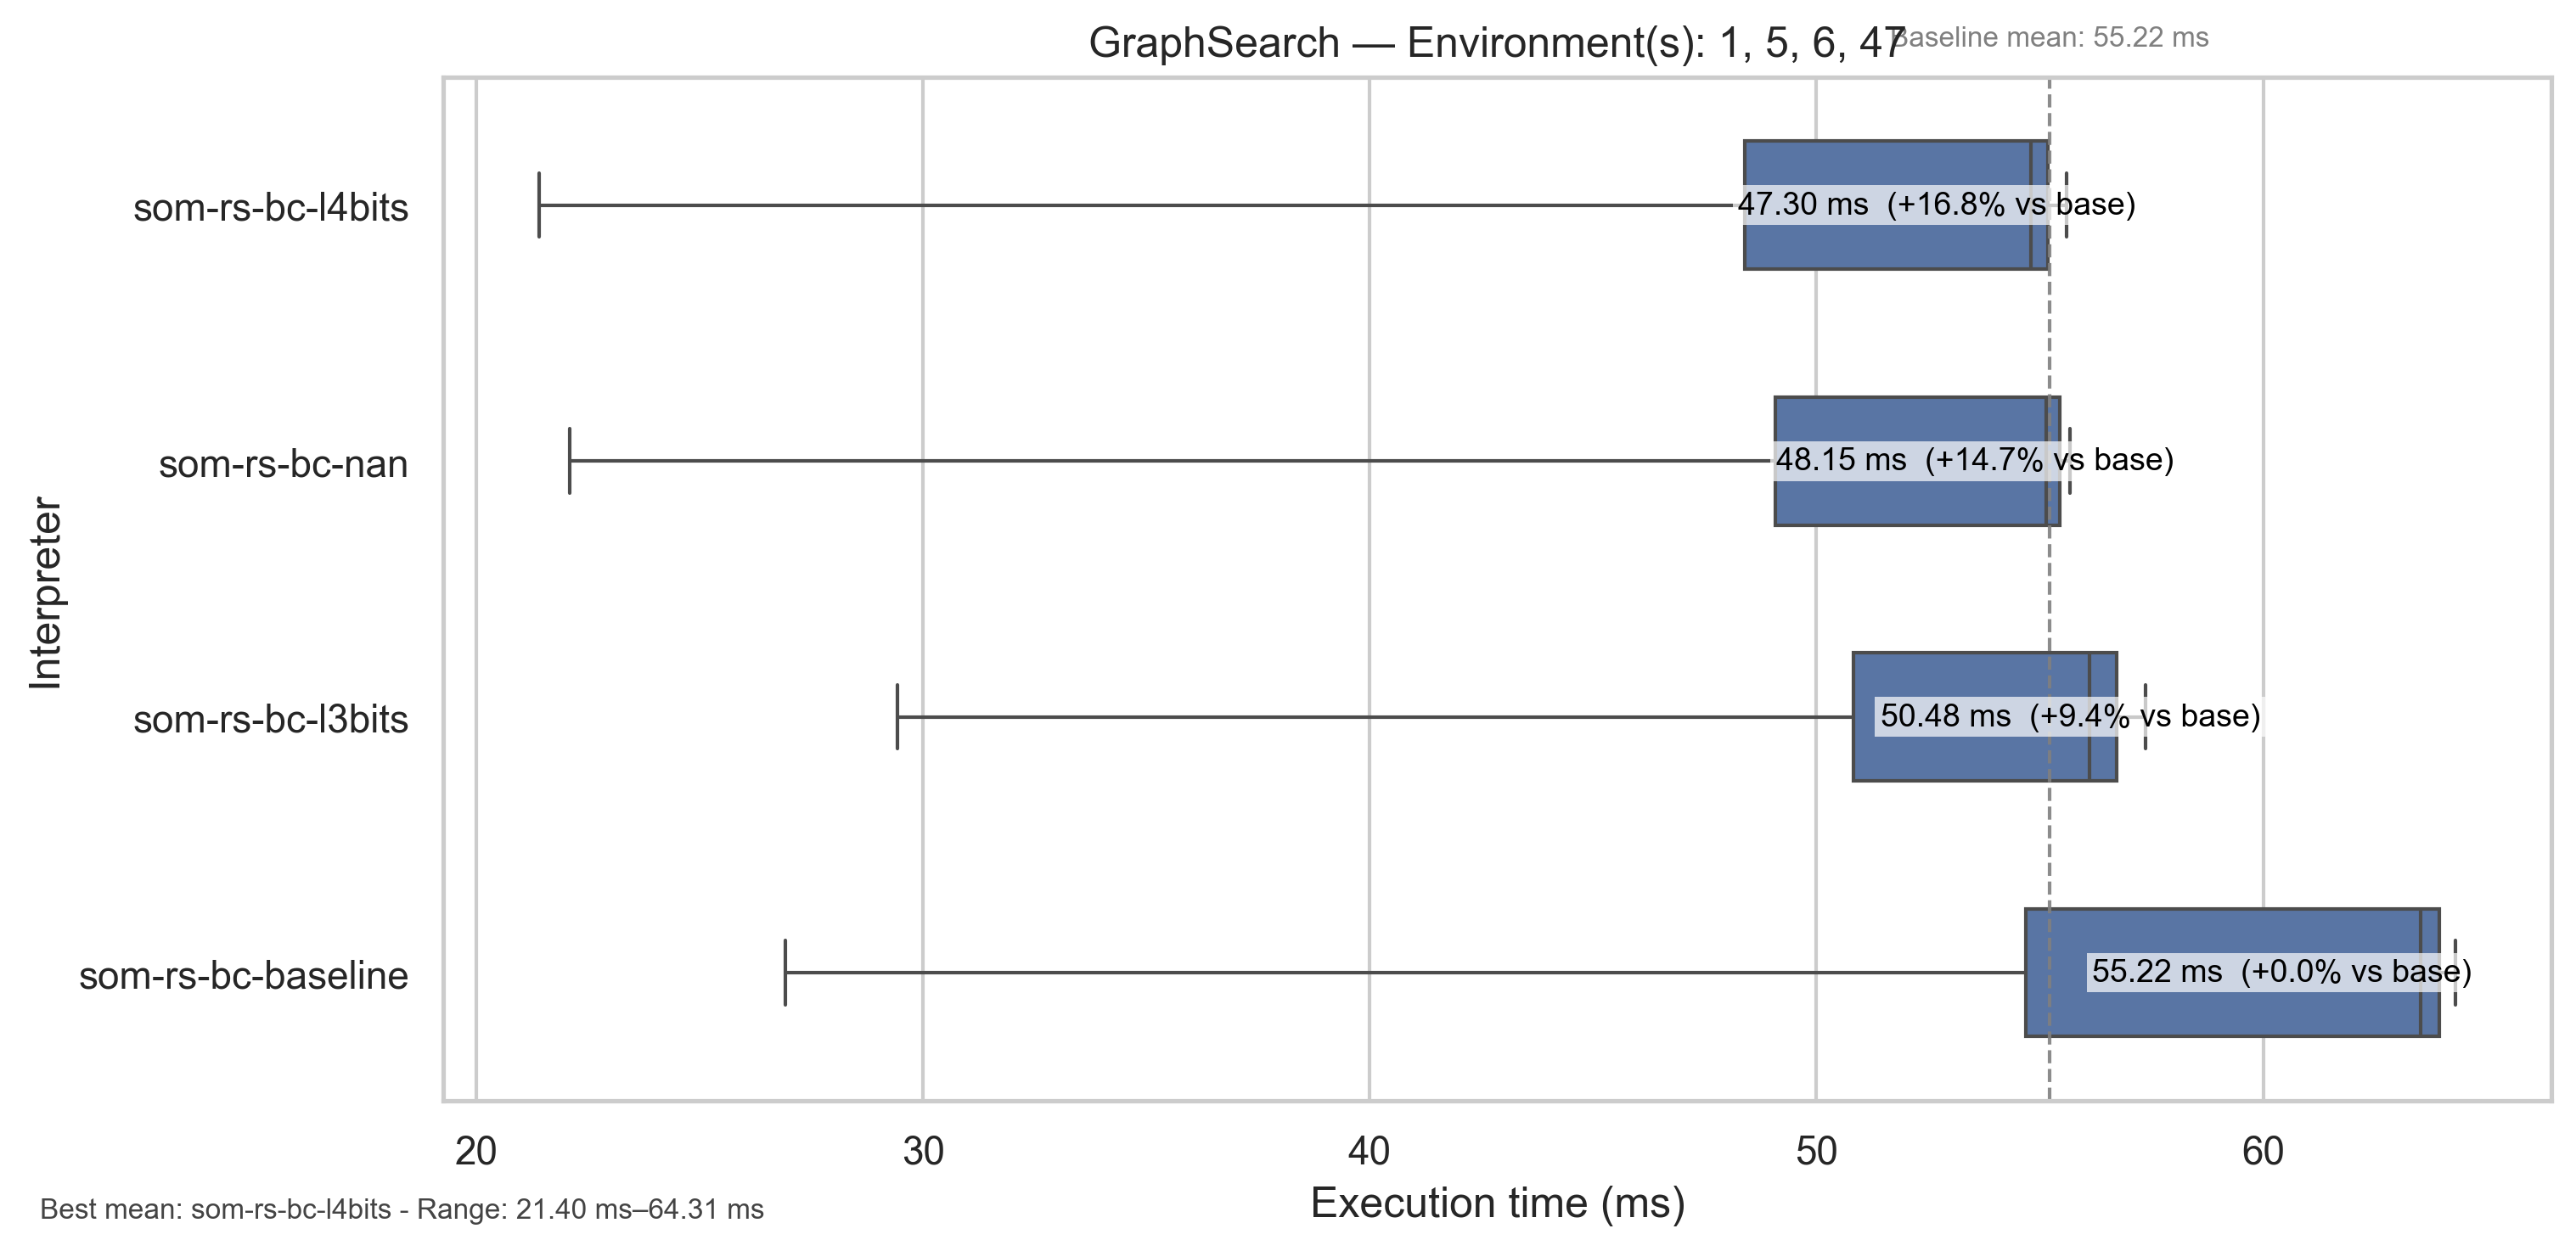 GraphSearch — Environment(s): 1, 5, 6, 47
Baseline mean: 55.22 ms
som-rs-bc-l4bits
47.30 ms (+16.8% vs base)
som-rs-bc-nan
48.15 ms (+14.7% vs base)
Interpreter
som-rs-bc-l3bits
50.48 ms (+9.4% vs base)
som-rs-bc-baseline
55.22 ms (+0.0% vs base)
20 30 40 50 60
Execution time (ms)
Best mean: som-rs-bc-l4bits - Range: 21.40 ms–64.31 ms